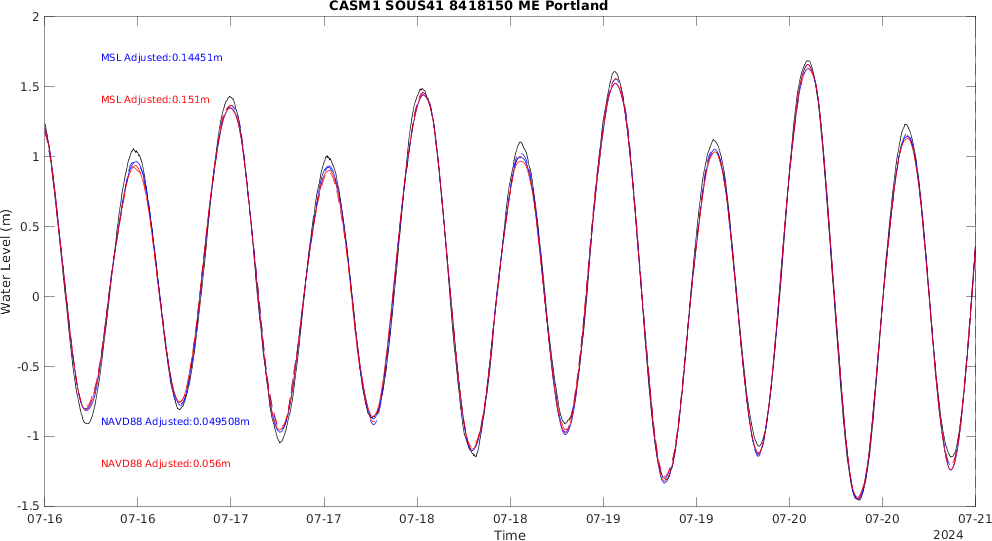 CASM1 SOUS41 8418150 ME Portland
2
MSL Adjusted:0.14451m
1.5
MSL Adjusted:0.151m
1
0.5
Water Level (m)
0
-0.5
NAVD88 Adjusted:0.049508m
-1
NAVD88 Adjusted:0.056m
-1.5
07-16 07-16 07-17 07-17 07-18 07-18 07-19 07-19 07-20 07-20 07-21
Time
2024